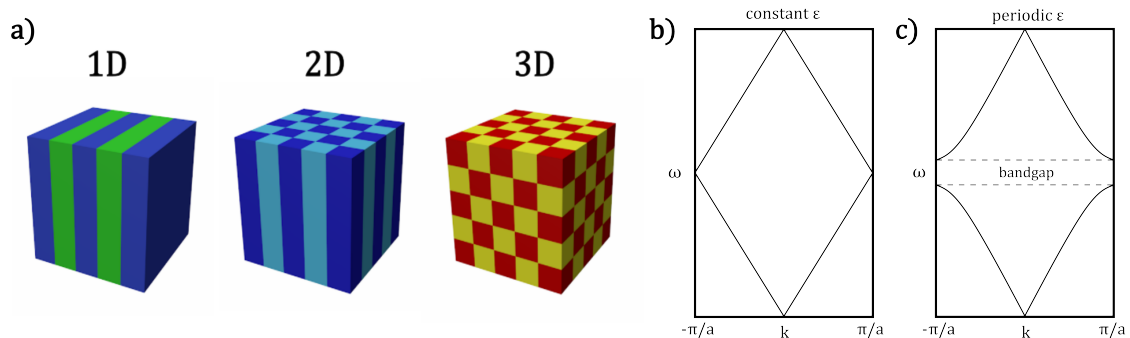 a)
1D
2D
3D
b)
constant ε
ω
-π/a
k
π/a
c)
periodic ε
ω
bandgap
-π/a
k
π/a